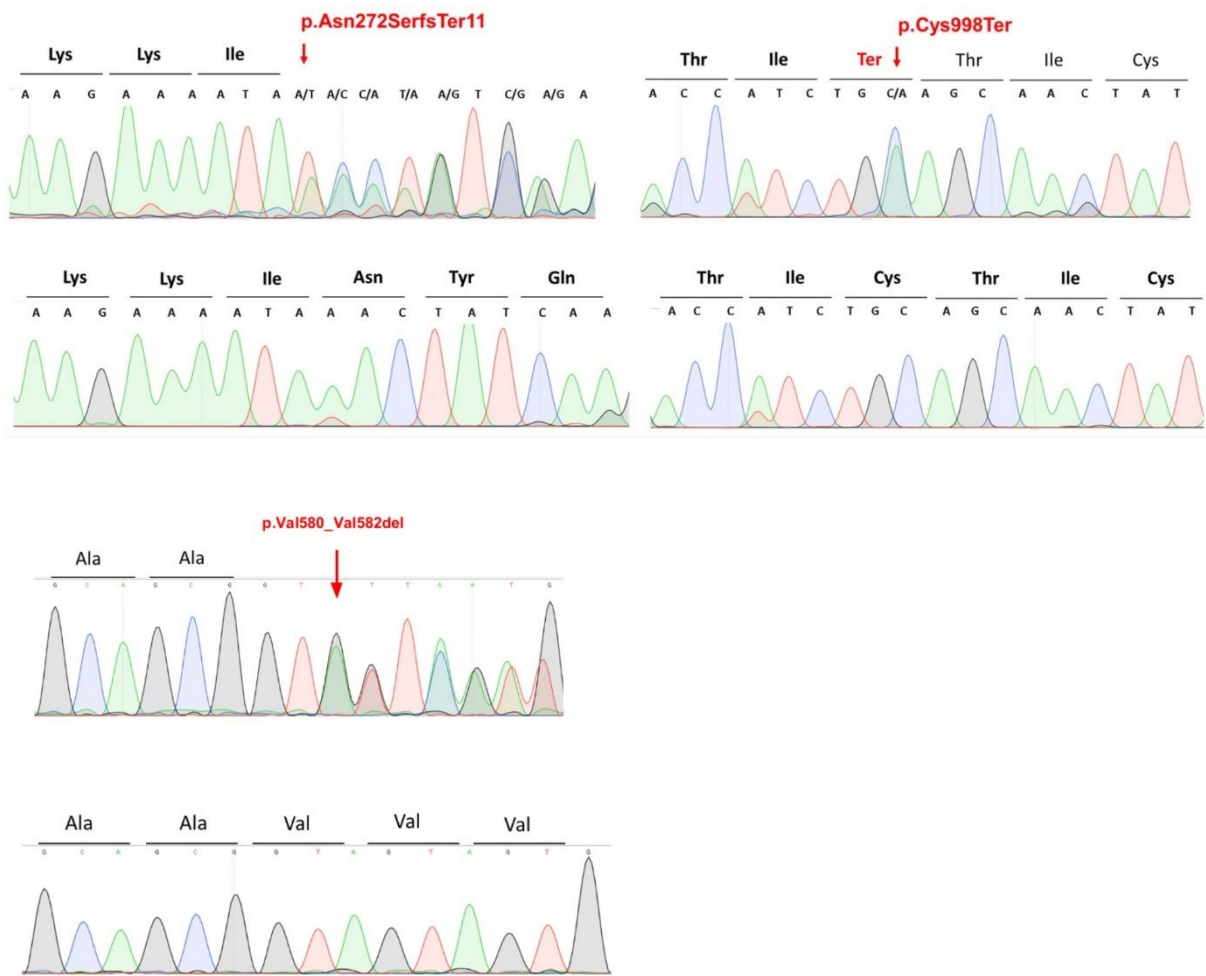 p.Asn272SerfsTer11
Lys Lys Ile
A A G A A A A T A A/T A/C C/A T/A A/G T C/G A/G A
Lys Lys Ile Asn Tyr Gln
A A G A A A A T A A A C T A T C A A
p.Cys998Ter
Thr Ile Ter Thr Ile Cys
A C C A T C T G C/A A G C A A C T A T
Thr Ile Cys Thr Ile Cys
A C C A T C T G C A G C A A C T A T
p.Val580_Val582del
Ala Ala
G C A G C G G T T T A A T G
Ala Ala Val Val Val
G C A G C G G T A G T A G T G